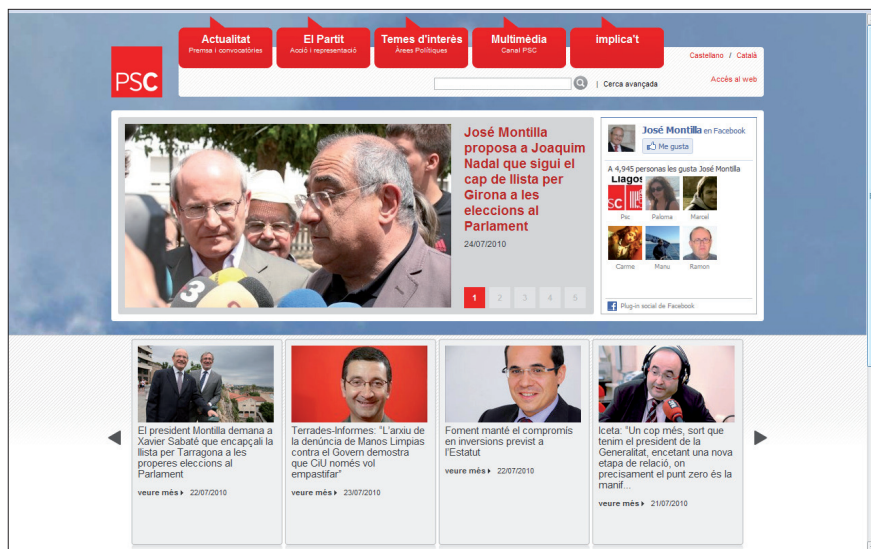 Actualitat
Premsa i convocatòries
El Partit
Acció i representació
Temes d'interès
Àrees Polítiques
Multimèdia
Canal PSC
implica't
Castellano / Català
PSC
| Cerca avançada
Accés al web
José Montilla
proposa a Joaquim
Nadal que sigui el
cap de llista per
Girona a les
eleccions al
Parlament
24/07/2010
1 2 3 4 5
3
José Montilla en Facebook
Me gusta
A 4,945 personas les gusta José Montilla
Llagos
SC
Psc Paloma Marcel
Carme Manu Ramon
Plug-in social de Facebook
El president Montilla demana a
Xavier Sabaté que encapçali la
llista per Tarragona a les
properes eleccions al
Parlament
veure més 22/07/2010
Terrades-Informes: "L'arxiu de
la denúncia de Manos Limpias
contra el Govern demostra
que CiU només vol
empastifar"
veure més 23/07/2010
Foment manté el compromís
en inversions previst a
l'Estatut
veure més 22/07/2010
Iceta: "Un cop més, sort que
tenim el president de la
Generalitat, encetant una nova
etapa de relació, on
precisament el punt zero és la
manif...
veure més 21/07/2010